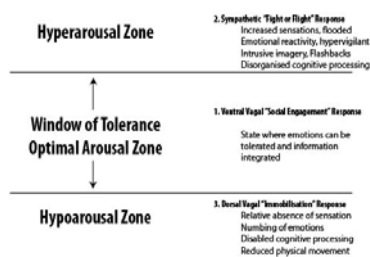 Hyperarousal Zone
2. Sympathetic "Fight or Flight" Response
Increased sensations, flooded
Emotional reactivity, hypervigilant
Intrusive imagery, Flashbacks
Disorganised cognitive processing
Window of Tolerance
Optimal Arousal Zone
1. Ventral Vagal "Social Engagement" Response
State where emotions can be
tolerated and information
integrated
Hypoarousal Zone
3. Dorsal Vagal "Immobilisation" Response
Relative absence of sensation
Numbing of emotions
Disabled cognitive processing
Reduced physical movement